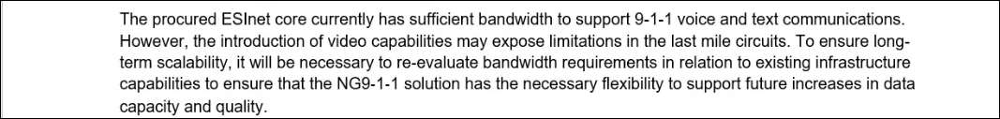 The procured ESInet core currently has sufficient bandwidth to support 9-1-1 voice and text communications.
However, the introduction of video capabilities may expose limitations in the last mile circuits. To ensure long-
term scalability, it will be necessary to re-evaluate bandwidth requirements in relation to existing infrastructure
capabilities to ensure that the NG9-1-1 solution has the necessary flexibility to support future increases in data
capacity and quality.